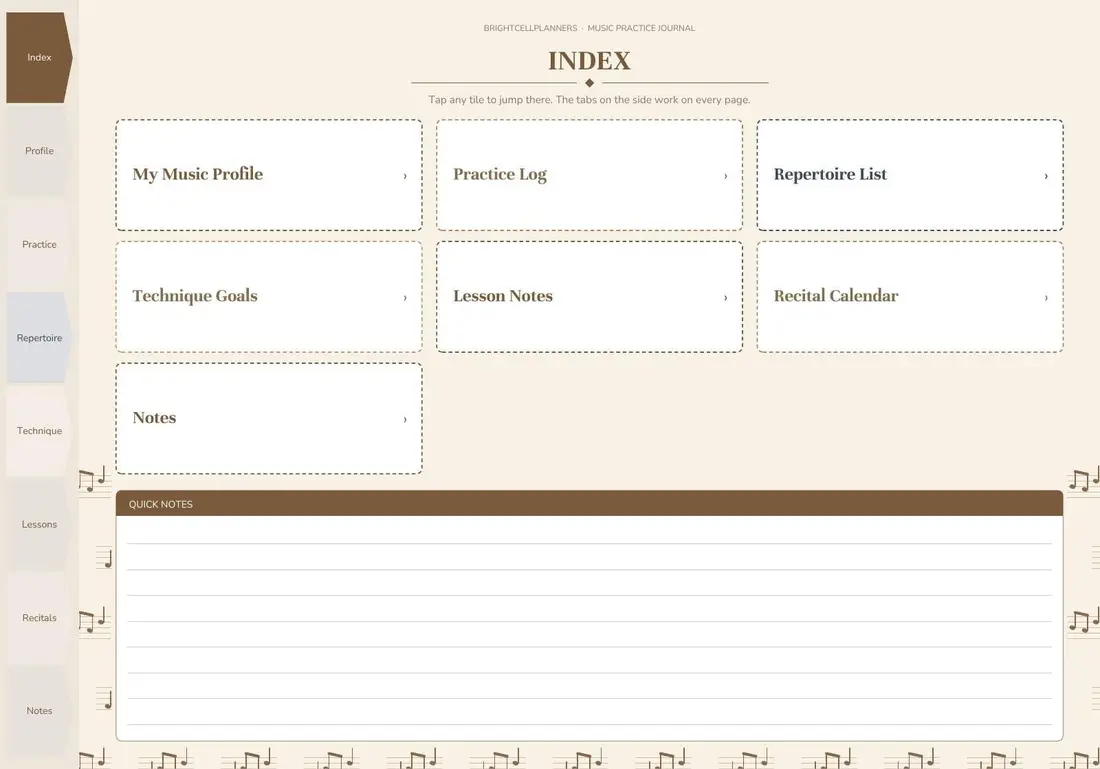 Index
Profile
Practice
Repertoire
Technique
Lessons
Recitals
Notes
BRIGHTCELLPLANNERS · MUSIC PRACTICE JOURNAL
INDEX
Tap any tile to jump there. The tabs on the side work on every page.
My Music Profile ›
Practice Log ›
Repertoire List ›
Technique Goals ›
Lesson Notes ›
Recital Calendar ›
Notes ›
QUICK NOTES